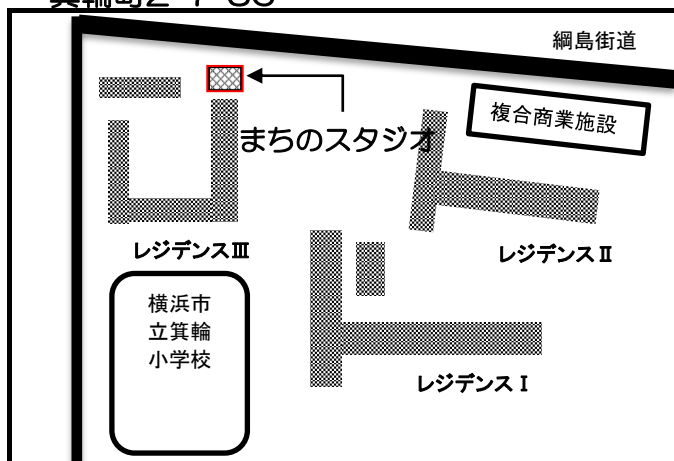 綱島街道
複合商業施設
まちのスタジオ
レジデンスⅢ
レジデンスⅡ
横浜市
立箕輪
小学校
レジデンスⅠ